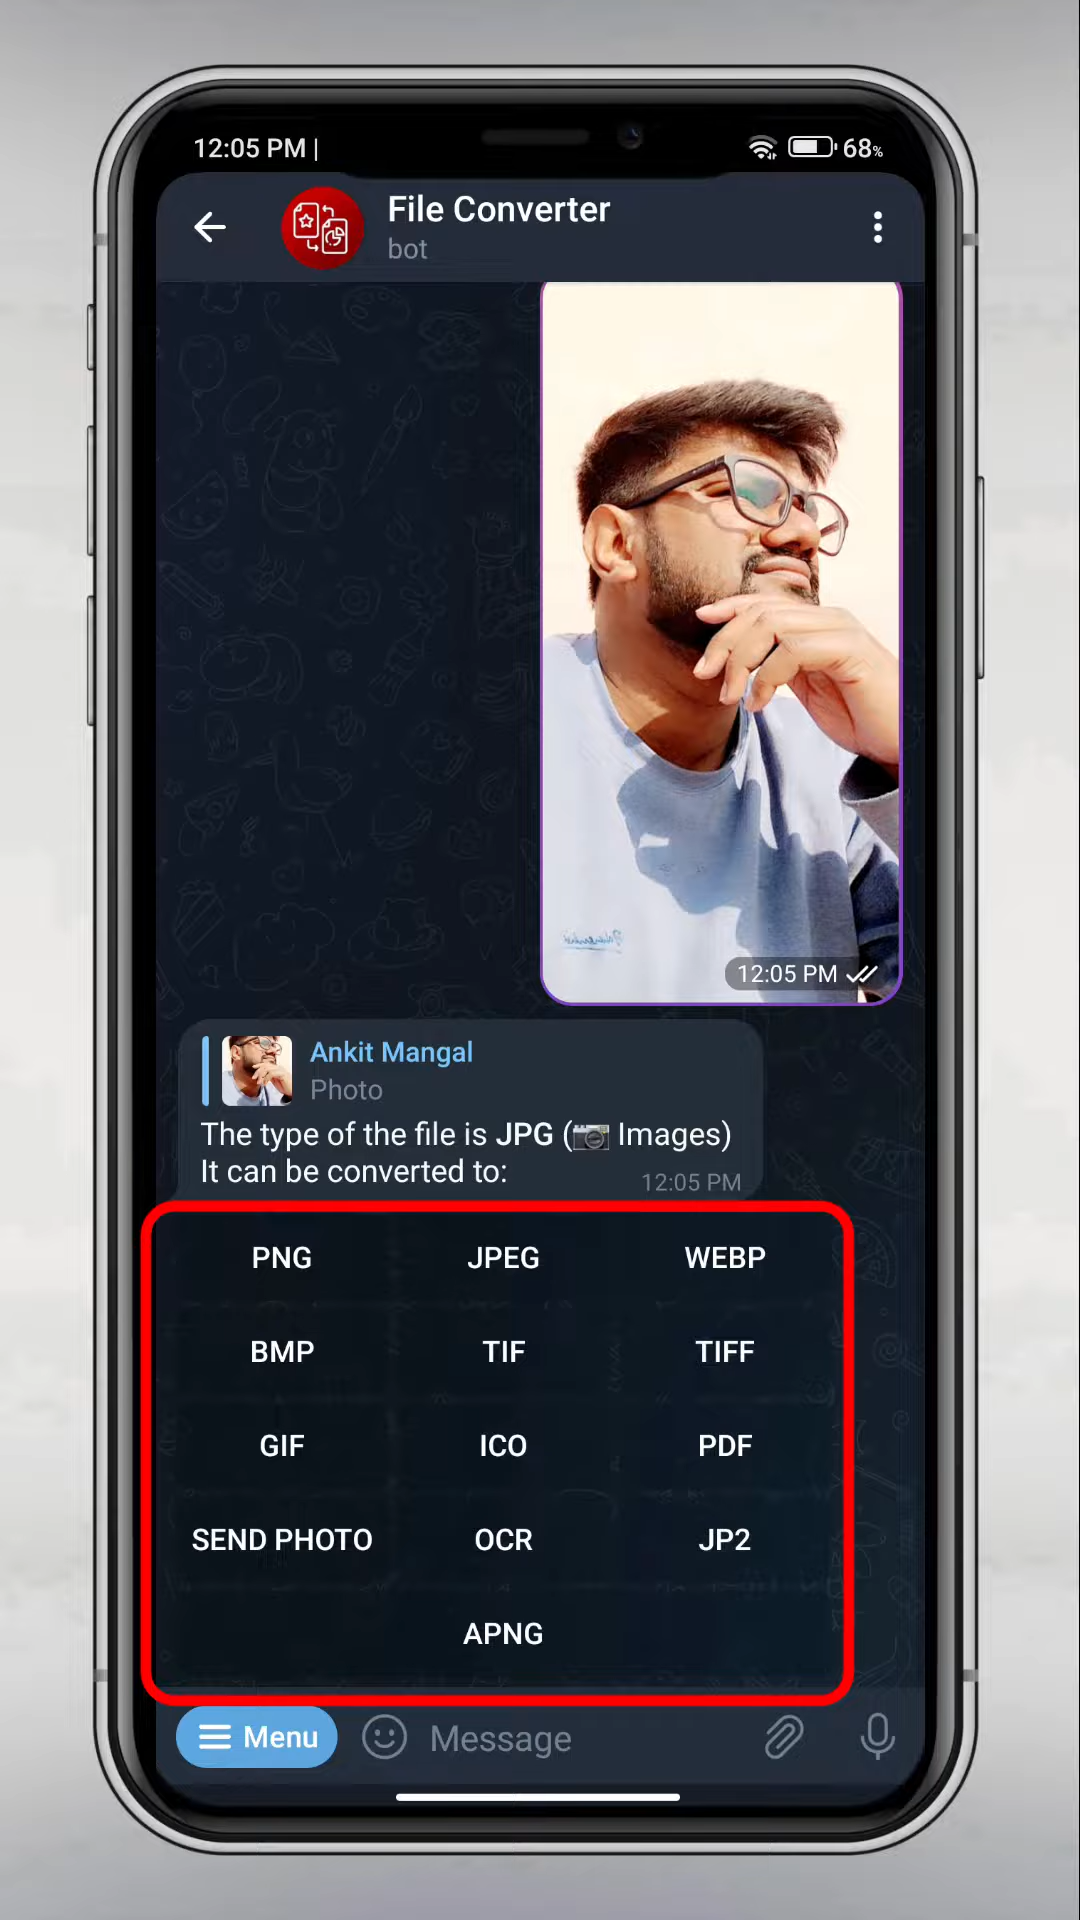 12:05 PM |
68%
File Converter
bot
12:05 PM
Ankit Mangal
Photo
The type of the file is JPG (📷 Images)
It can be converted to:
12:05 PM
PNG JPEG WEBP
BMP TIF TIFF
GIF ICO PDF
SEND PHOTO OCR JP2
APNG
Menu Message